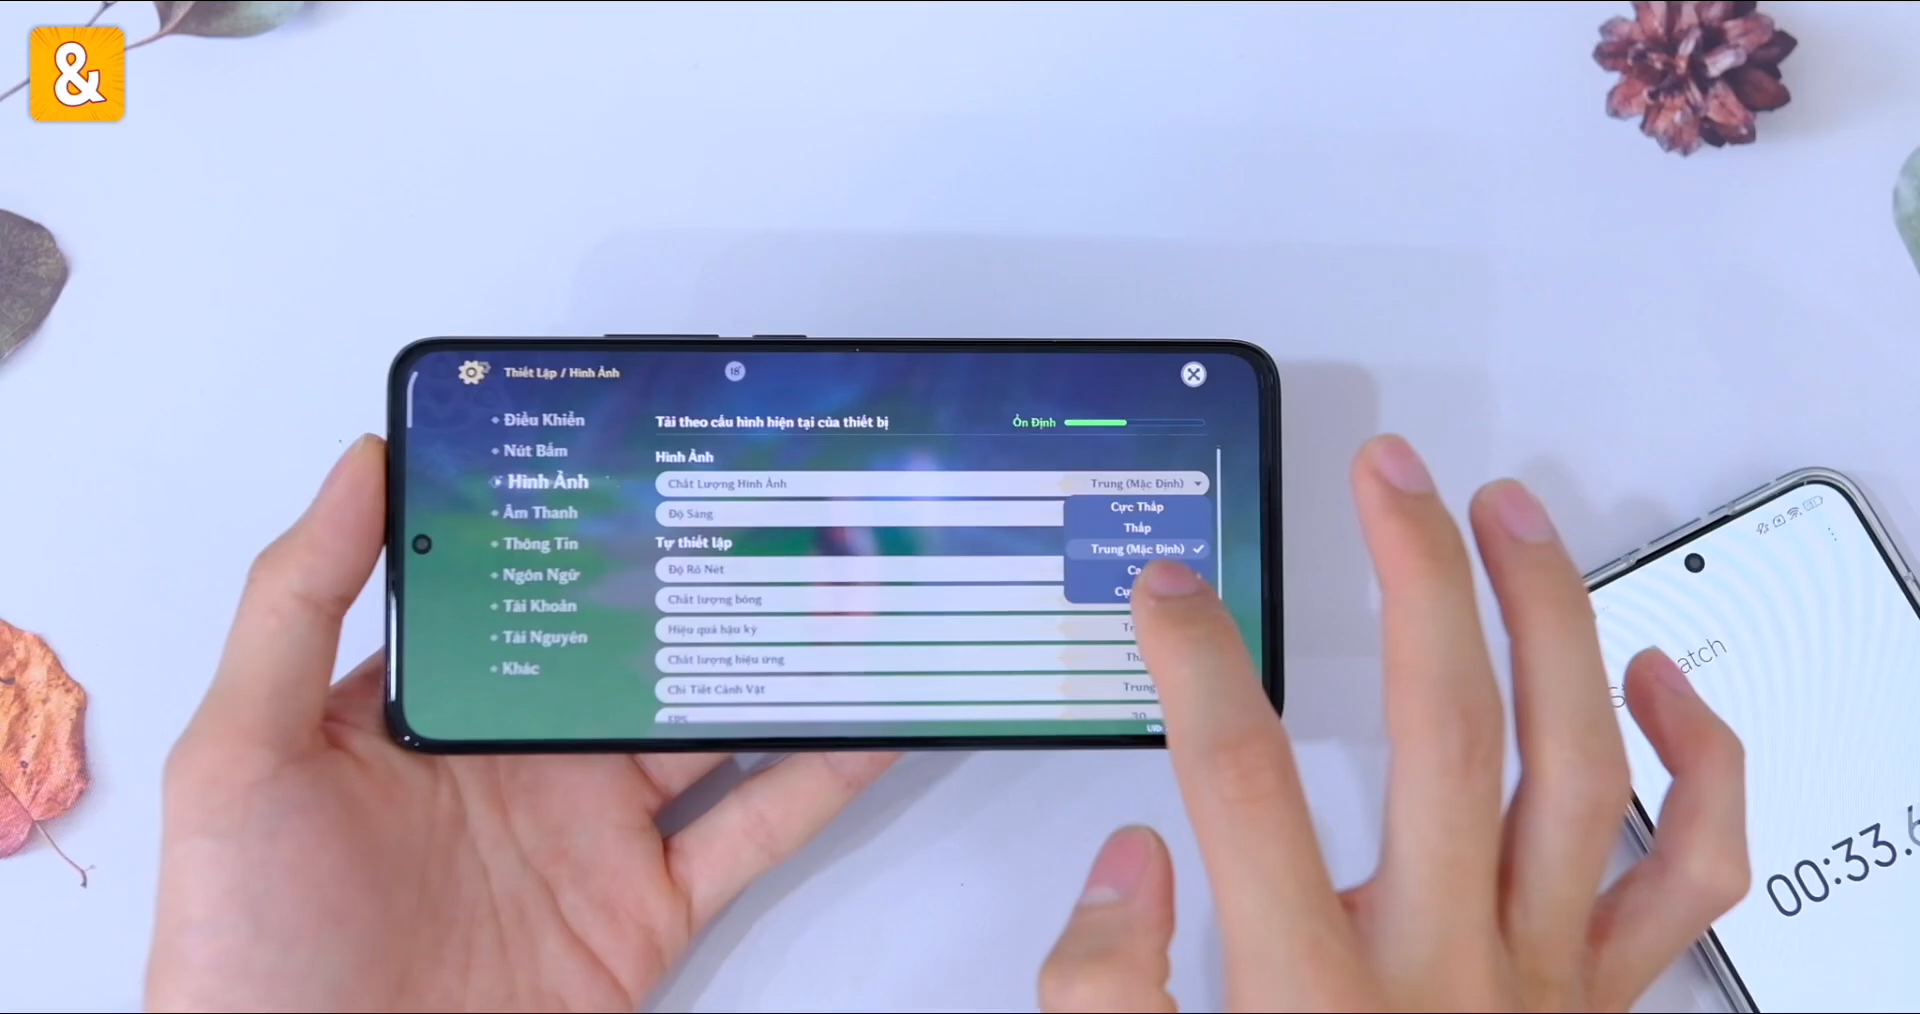 &
Thiết Lập / Hình Ảnh
18+
Điều Khiển
Nút Bấm
Hình Ảnh
Âm Thanh
Thông Tin
Ngôn Ngữ
Tài Khoản
Tài Nguyên
Khác
Tải theo cấu hình hiện tại của thiết bị
Ổn Định
Hình Ảnh
Chất Lượng Hình Ảnh
Trung (Mặc Định)
Cực Thấp
Thấp
Trung (Mặc Định)
Độ Sáng
Tự thiết lập
Độ Rõ Nét
Chất lượng bóng
Hiệu quả hậu kỳ
Chất lượng hiệu ứng
Chi Tiết Cảnh Vật
Trung
FPS
30
00:33.6